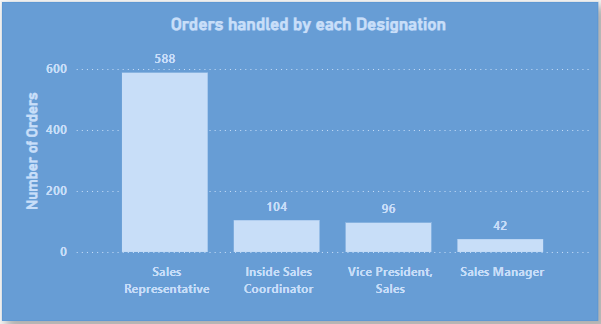 Orders handled by each Designation
Number of Orders
600
400
200
0
588
104
96
42
Sales
Representative
Inside Sales
Coordinator
Vice President,
Sales
Sales Manager